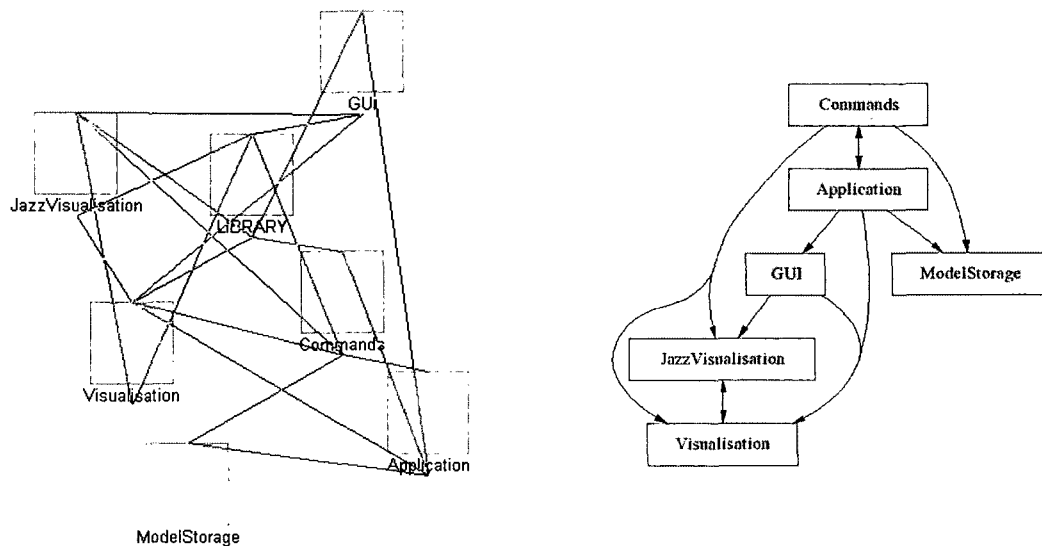 GUI
JazzVisualisation
LIBRARY
Commands
Visualisation
Application
ModelStorage
Commands
Application
GUI
ModelStorage
JazzVisualisation
Visualisation